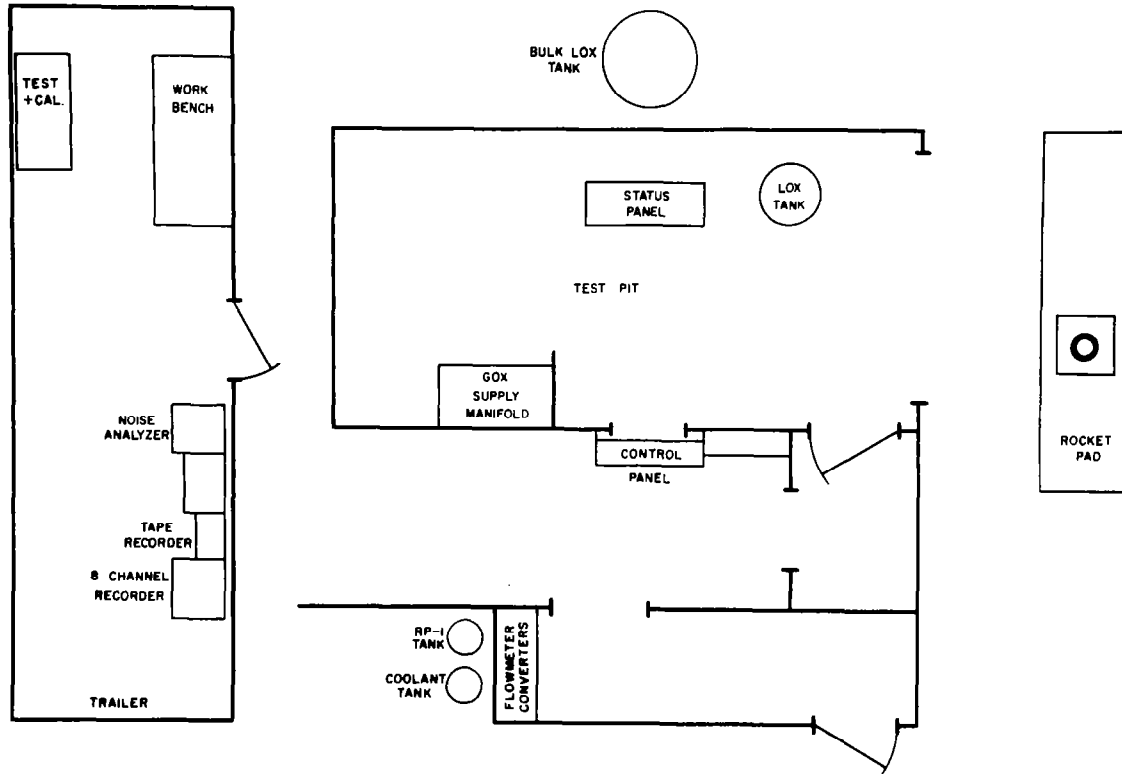 BULK LOX
TANK
TEST
+CAL.
WORK
BENCH
STATUS
PANEL
LOX
TANK
TEST PIT
GOX
SUPPLY
MANIFOLD
NOISE
ANALYZER
CONTROL
PANEL
ROCKET
PAD
TAPE
RECORDER
8 CHANNEL
RECORDER
RP-1
TANK
COOLANT
TANK
FLOWMETER
CONVERTERS
TRAILER